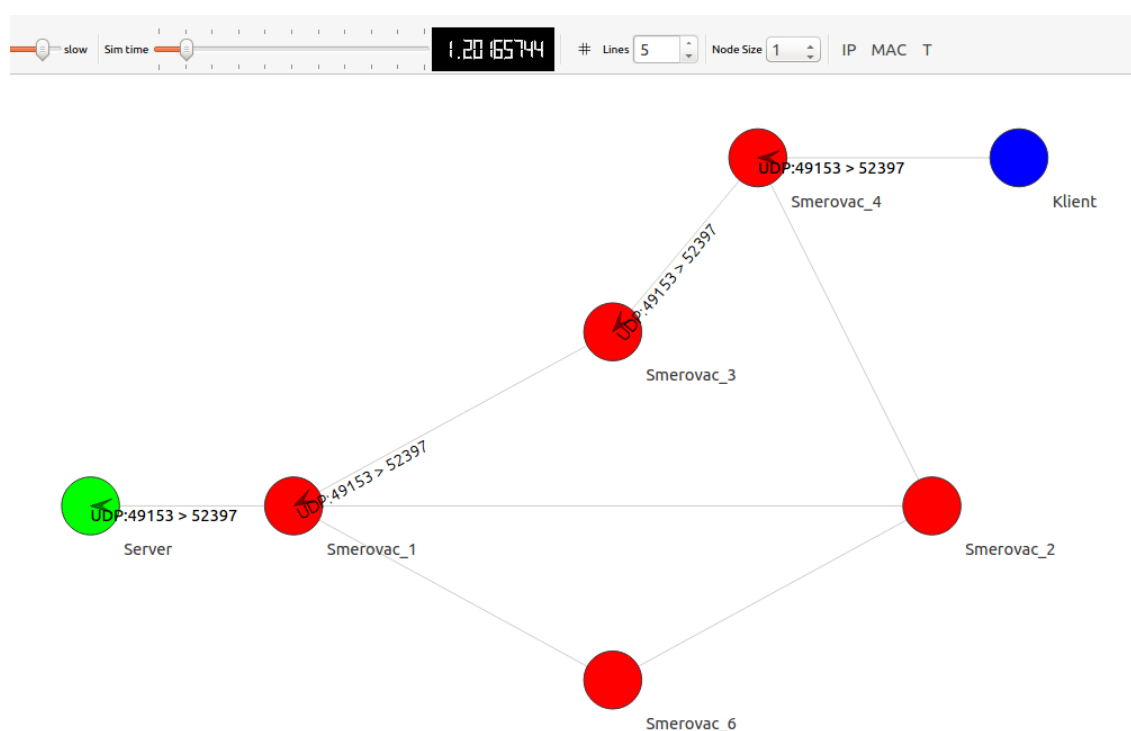 slow Sim time 1.20165744 # Lines 5 Node Size 1 IP MAC T
UDP:49153 > 52397
Smerovac_4
Klient
UDP:49153 > 52397
Smerovac_3
UDP:49153 > 52397
UDP:49153 > 52397
Server
Smerovac_1
Smerovac_2
Smerovac_6